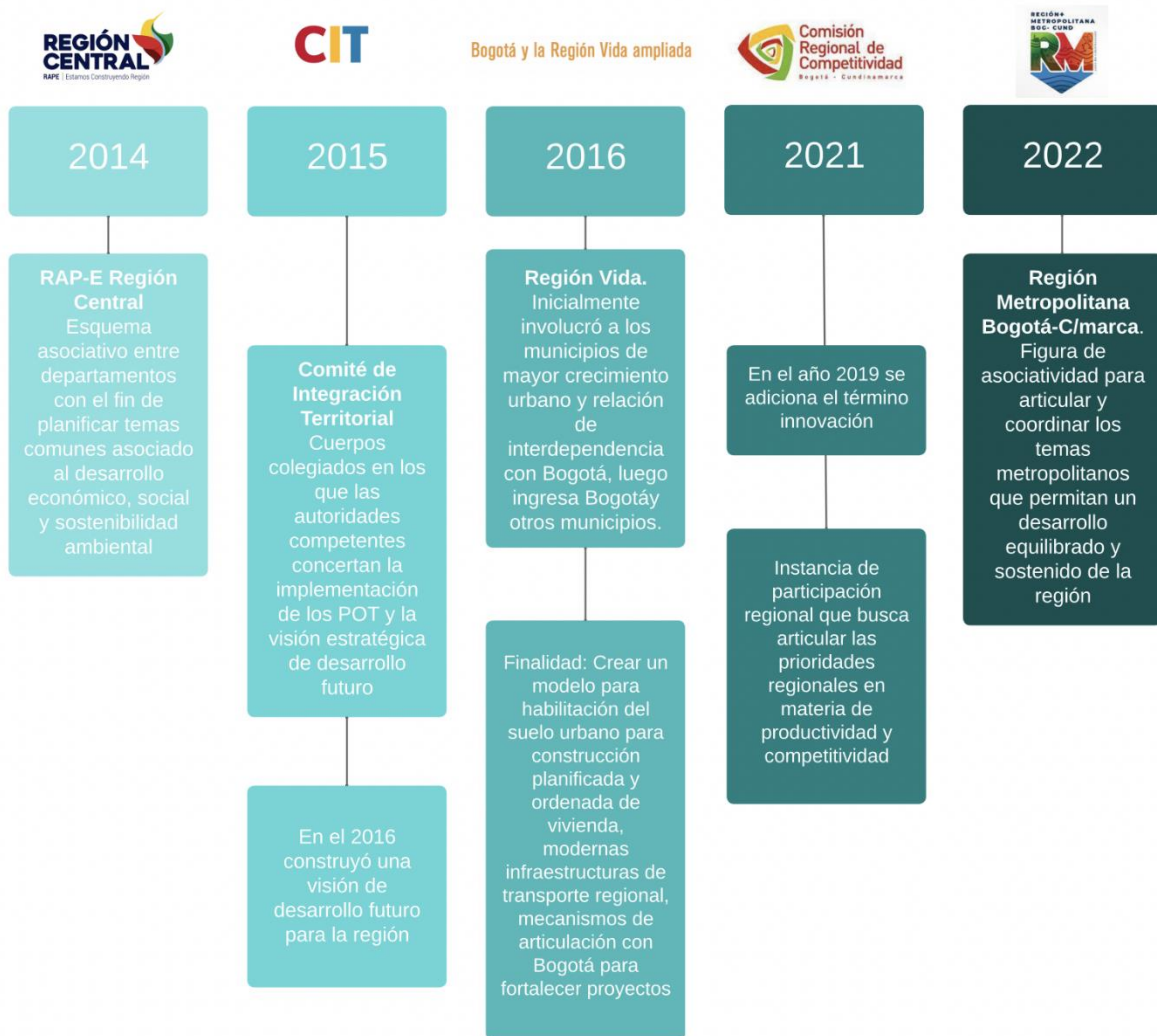 REGIÓN
CENTRAL
RAPE | Estamos Construyendo Región
CIT
Bogotá y la Región Vida ampliada
Comisión
Regional de
Competitividad
Bogotá - Cundinamarca
REGIÓN+
METROPOLITANA
BOG- CUND
RM
2014
2015
2016
2021
2022
RAP-E Región
Central
Esquema
asociativo entre
departamentos
con el fin de
planificar temas
comunes asociado
al desarrollo
económico, social
y sostenibilidad
ambiental
Comité de
Integración
Territorial
Cuerpos
colegiados en los
que las
autoridades
competentes
concertan la
implementación
de los POT y la
visión estratégica
de desarrollo
futuro
En el 2016
construyó una
visión de
desarrollo futuro
para la región
Región Vida.
Inicialmente
involucró a los
municipios de
mayor crecimiento
urbano y relación
de
interdependencia
con Bogotá, luego
ingresa Bogotáy
otros municipios.
Finalidad: Crear un
modelo para
habilitación del
suelo urbano para
construcción
planificada y
ordenada de
vivienda,
modernas
infraestructuras de
transporte regional,
mecanismos de
articulación con
Bogotá para
fortalecer proyectos
En el año 2019 se
adiciona el término
innovación
Instancia de
participación
regional que busca
articular las
prioridades
regionales en
materia de
productividad y
competitividad
Región
Metropolitana
Bogotá-C/marca.
Figura de
asociatividad para
articular y
coordinar los
temas
metropolitanos
que permitan un
desarrollo
equilibrado y
sostenido de la
región